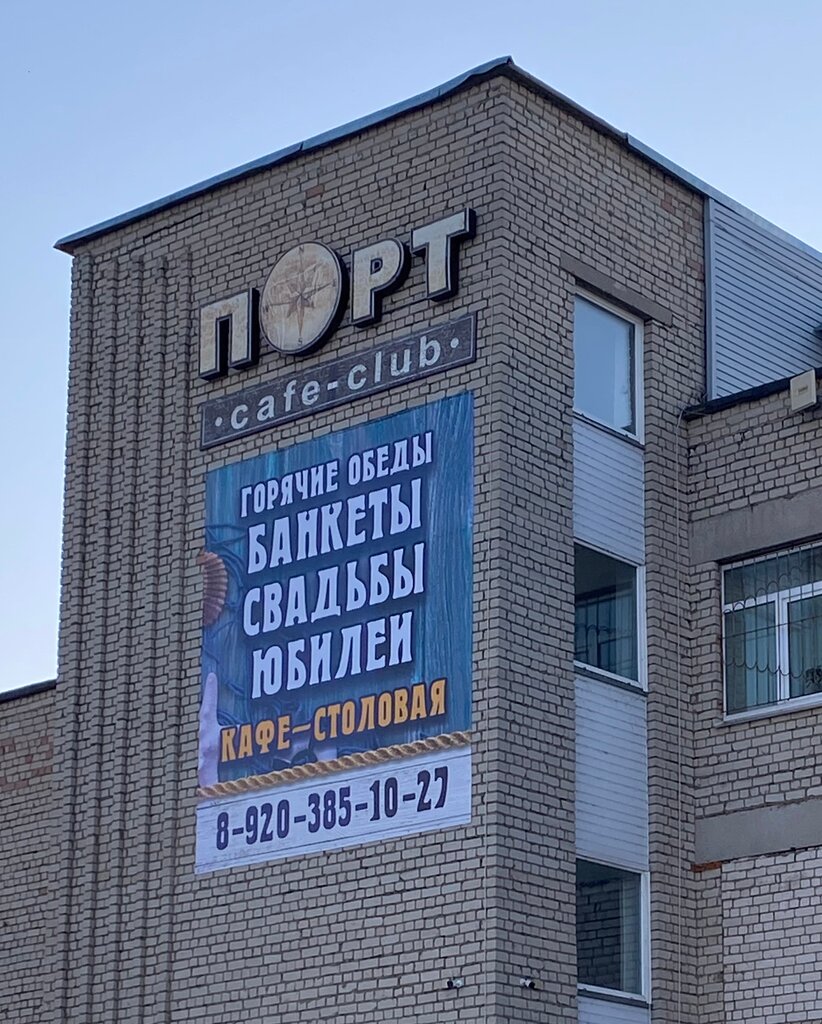 ПОРТ
·cafe-club·
ГОРЯЧИЕ ОБЕДЫ
БАНКЕТЫ
СВАДЬБЫ
ЮБИЛЕИ
КАФЕ-СТОЛОВАЯ
8-920-385-10-27